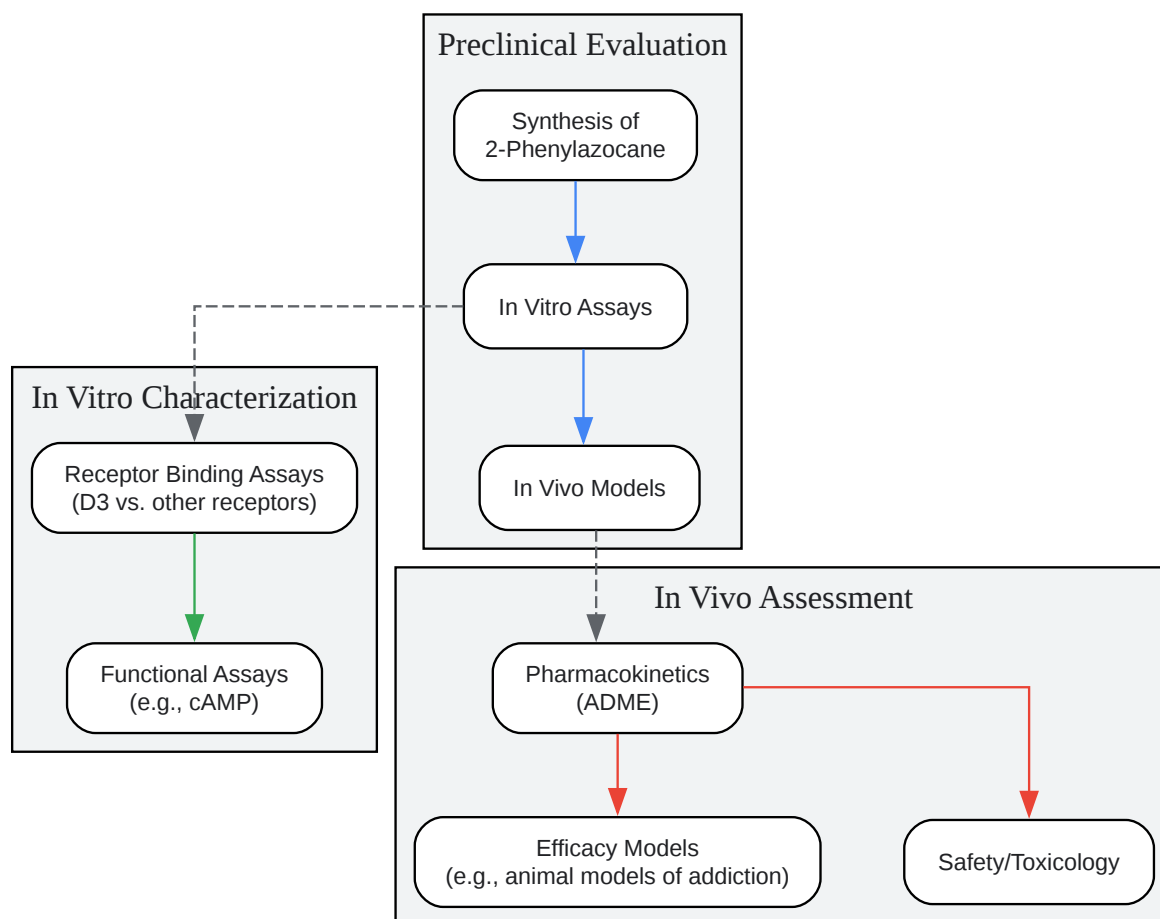 Preclinical Evaluation
Synthesis of
2-Phenylazocane
In Vitro Assays
In Vivo Models
In Vitro Characterization
Receptor Binding Assays
(D3 vs. other receptors)
Functional Assays
(e.g., cAMP)
In Vivo Assessment
Pharmacokinetics
(ADME)
Efficacy Models
(e.g., animal models of addiction)
Safety/Toxicology